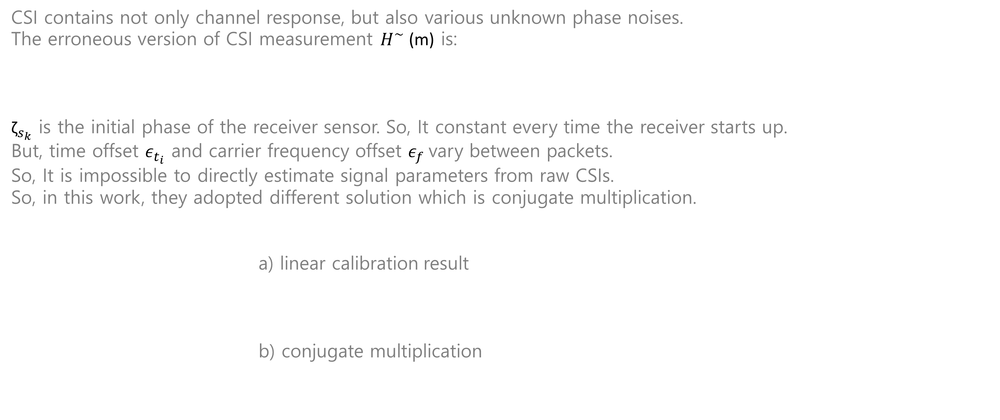 CSI contains not only channel response, but also various unknown phase noises.
The erroneous version of CSI measurement H~ (m) is:
ζ_{s_k} is the initial phase of the receiver sensor. So, It constant every time the receiver starts up.
But, time offset ϵ_{t_i} and carrier frequency offset ϵ_f vary between packets.
So, It is impossible to directly estimate signal parameters from raw CSIs.
So, in this work, they adopted different solution which is conjugate multiplication.
a) linear calibration result
b) conjugate multiplication